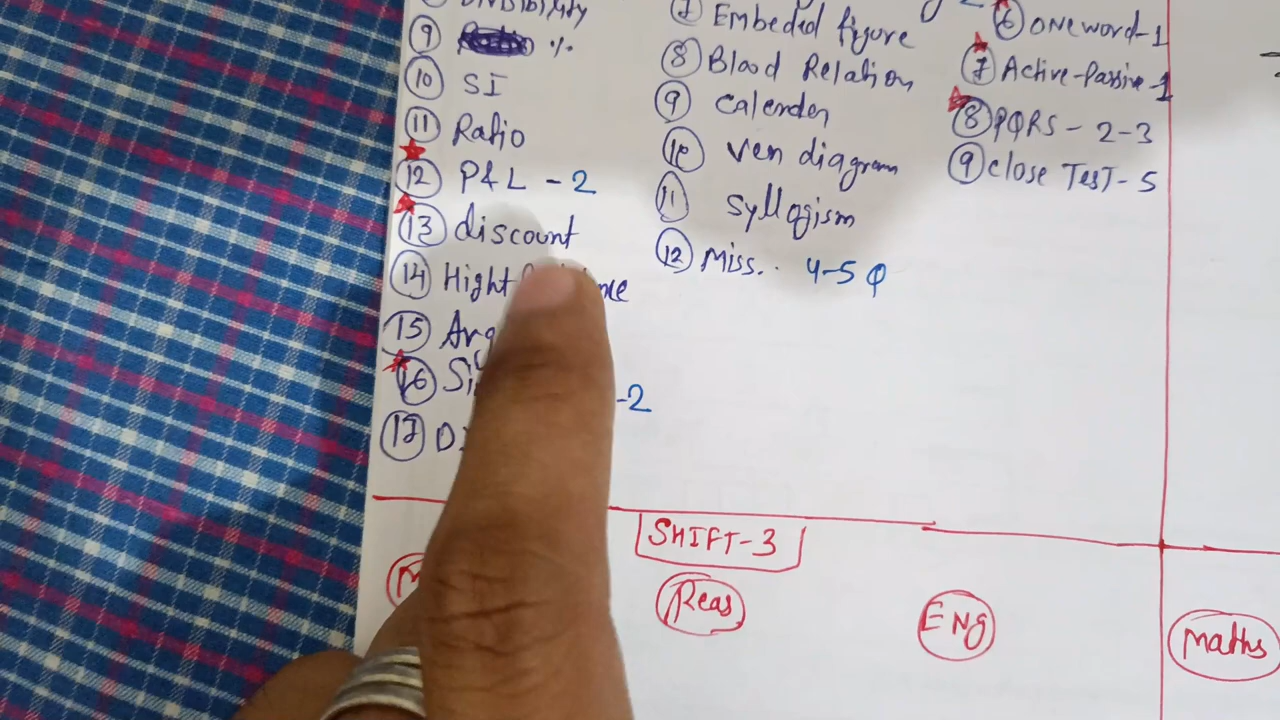 9 %
10 SI
11 Ratio
12 P&L - 2
13 discount
14 Hight
15
16 -2
17
7 Embeded figure
8 Blood Relation
9 Calender
10 Ven diagram
11 Syllogism
12 Miss.. 4-5 Q
6 ONE word-1
7 Active-Passive-1
8 PQRS - 2-3
9 Close TesT-5
SHIFT-3
Reas
ENg
Maths